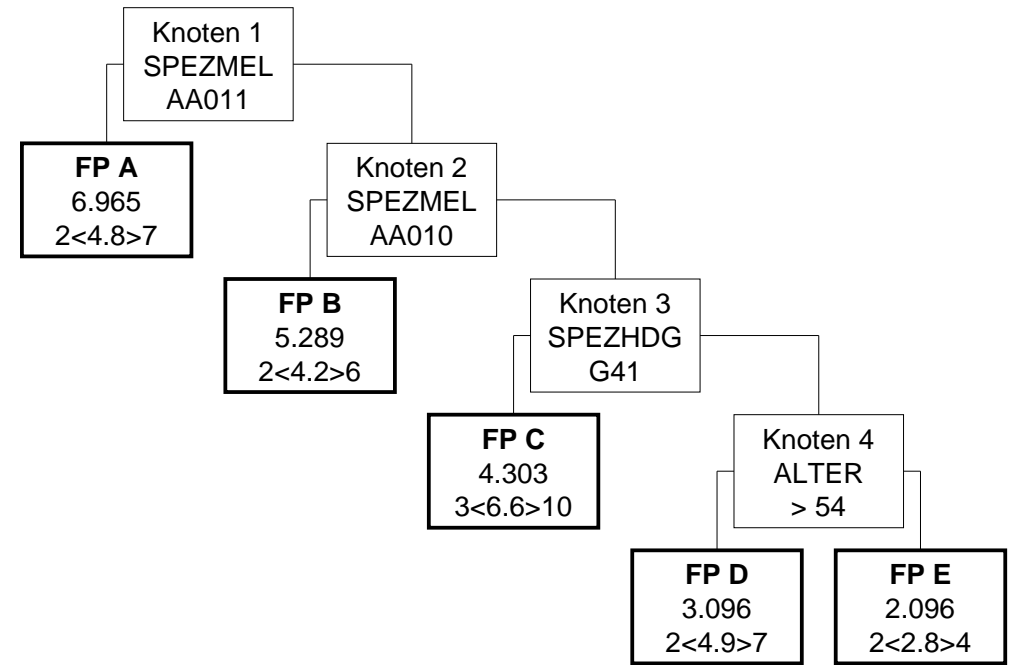 Knoten 1
SPEZMEL
AA011
FP A
6.965
2<4.8>7
Knoten 2
SPEZMEL
AA010
FP B
5.289
2<4.2>6
Knoten 3
SPEZHDG
G41
FP C
4.303
3<6.6>10
Knoten 4
ALTER
> 54
FP D
3.096
2<4.9>7
FP E
2.096
2<2.8>4